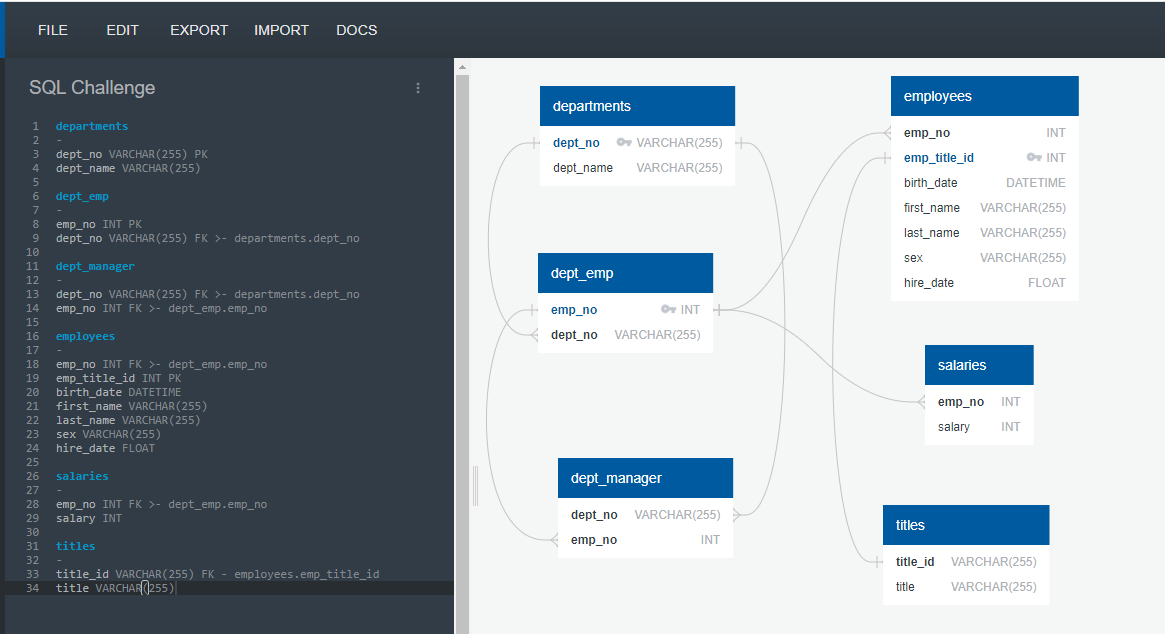 FILE EDIT EXPORT IMPORT DOCS
SQL Challenge
1 departments
2 -
3 dept_no VARCHAR(255) PK
4 dept_name VARCHAR(255)
5
6 dept_emp
7 -
8 emp_no INT PK
9 dept_no VARCHAR(255) FK >- departments.dept_no
10
11 dept_manager
12 -
13 dept_no VARCHAR(255) FK >- departments.dept_no
14 emp_no INT FK >- dept_emp.emp_no
15
16 employees
17 -
18 emp_no INT FK >- dept_emp.emp_no
19 emp_title_id INT PK
20 birth_date DATETIME
21 first_name VARCHAR(255)
22 last_name VARCHAR(255)
23 sex VARCHAR(255)
24 hire_date FLOAT
25
26 salaries
27 -
28 emp_no INT FK >- dept_emp.emp_no
29 salary INT
30
31 titles
32 -
33 title_id VARCHAR(255) FK - employees.emp_title_id
34 title VARCHAR(255)
departments
dept_no VARCHAR(255)
dept_name VARCHAR(255)
dept_emp
emp_no INT
dept_no VARCHAR(255)
dept_manager
dept_no VARCHAR(255)
emp_no INT
employees
emp_no INT
emp_title_id INT
birth_date DATETIME
first_name VARCHAR(255)
last_name VARCHAR(255)
sex VARCHAR(255)
hire_date FLOAT
salaries
emp_no INT
salary INT
titles
title_id VARCHAR(255)
title VARCHAR(255)